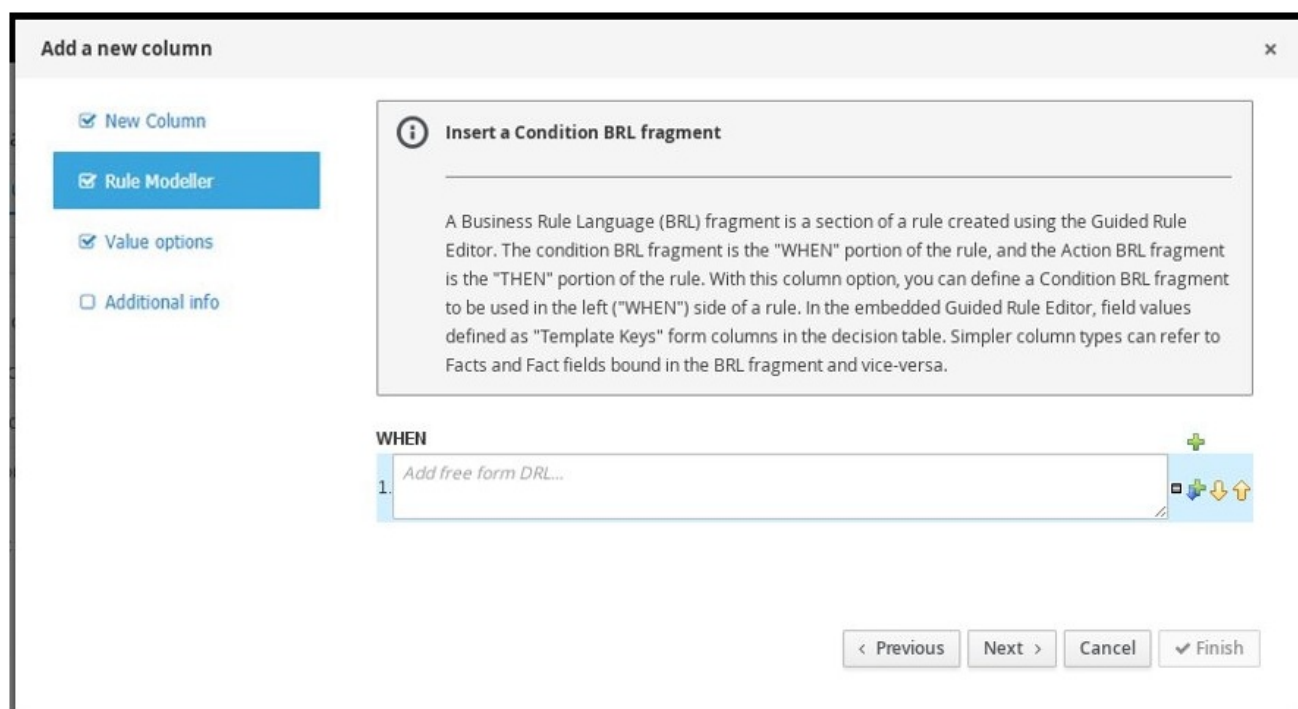 Add a new column
×
New Column
Rule Modeller
Value options
Additional info
Insert a Condition BRL fragment
A Business Rule Language (BRL) fragment is a section of a rule created using the Guided Rule
Editor. The condition BRL fragment is the "WHEN" portion of the rule, and the Action BRL fragment
is the "THEN" portion of the rule. With this column option, you can define a Condition BRL fragment
to be used in the left ("WHEN") side of a rule. In the embedded Guided Rule Editor, field values
defined as "Template Keys" form columns in the decision table. Simpler column types can refer to
Facts and Fact fields bound in the BRL fragment and vice-versa.
WHEN
1. Add free form DRL...
< Previous Next > Cancel Finish